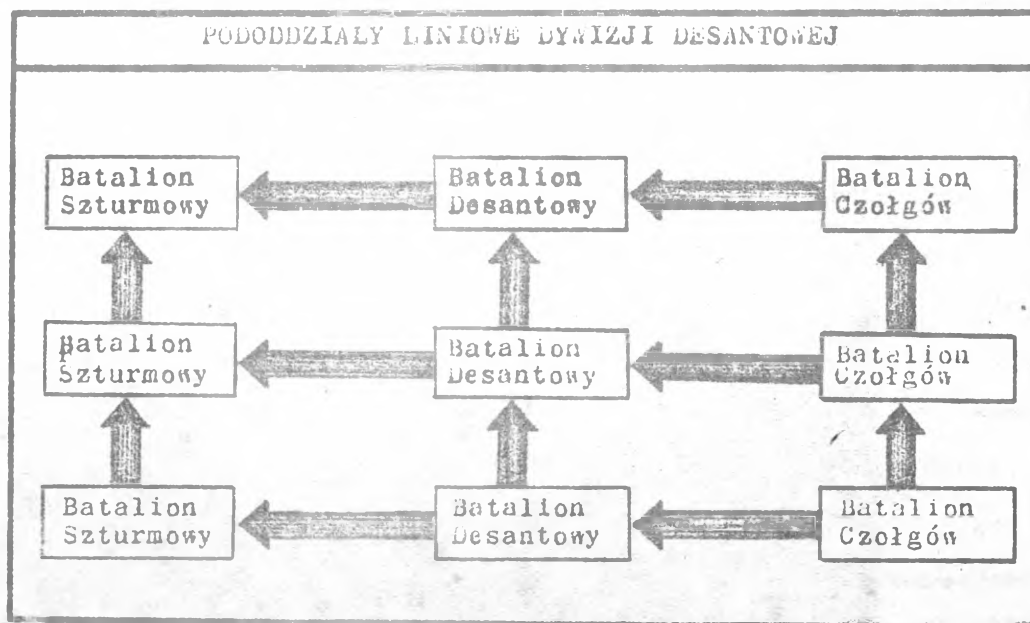 PODODDZIAŁY LINIOWE DYWIZJI DESANTOWEJ
Batalion
Szturmowy
Batalion
Desantowy
Batalion
Czołgów
Batalion
Szturmowy
Batalion
Desantowy
Batalion
Czołgów
Batalion
Szturmowy
Batalion
Desantowy
Batalion
Czołgów